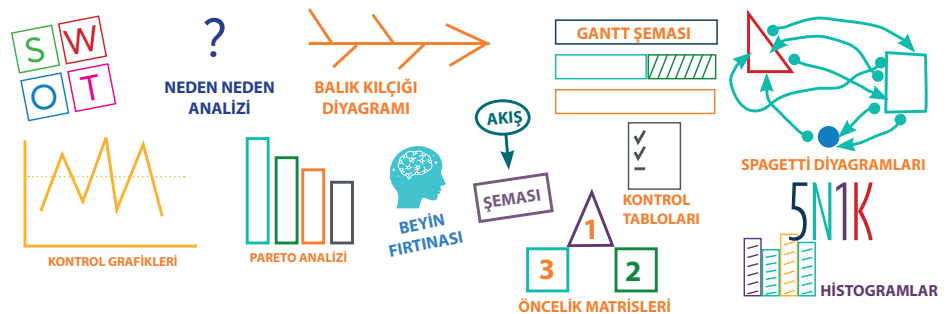 S W
O T
?
NEDEN NEDEN
ANALİZİ
BALIK KILÇIĞI
DİYAGRAMI
GANTT ŞEMASI
SPAGETTİ DİYAGRAMLARI
KONTROL GRAFİKLERİ
PARETO ANALİZİ
BEYİN
FIRTINASI
AKIŞ
ŞEMASI
KONTROL
TABLOLARI
1
3
2
ÖNCELİK MATRİSLERİ
5N1K
HİSTOGRAMLAR